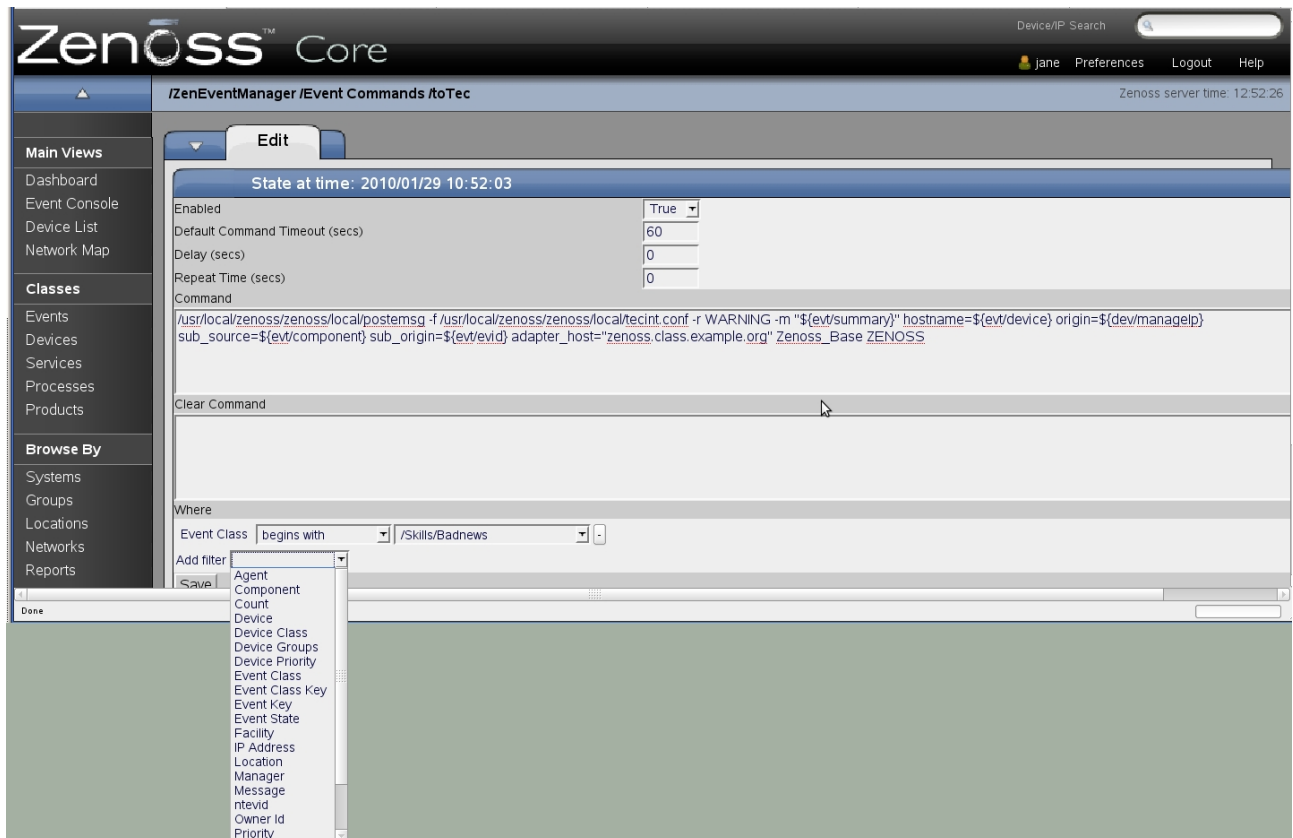 Zenōss™ Core
Device/IP Search
jane Preferences Logout Help
/ZenEventManager /Event Commands /toTec
Zenoss server time: 12:52:26
Main Views
Dashboard
Event Console
Device List
Network Map
Classes
Events
Devices
Services
Processes
Products
Browse By
Systems
Groups
Locations
Networks
Reports
Edit
State at time: 2010/01/29 10:52:03
Enabled True
Default Command Timeout (secs) 60
Delay (secs) 0
Repeat Time (secs) 0
Command
/usr/local/zenoss/zenoss/local/postemsg -f /usr/local/zenoss/zenoss/local/tecint.conf -r WARNING -m "${evt/summary}" hostname=${evt/device} origin=${dev/manageIp}
sub_source=${evt/component} sub_origin=${evt/evid} adapter_host="zenoss.class.example.org" Zenoss_Base ZENOSS
Clear Command
Where
Event Class begins with /Skills/Badnews -
Add filter
Save
Agent
Component
Count
Device
Device Class
Device Groups
Device Priority
Event Class
Event Class Key
Event Key
Event State
Facility
IP Address
Location
Manager
Message
ntevid
Owner Id
Priority
Done